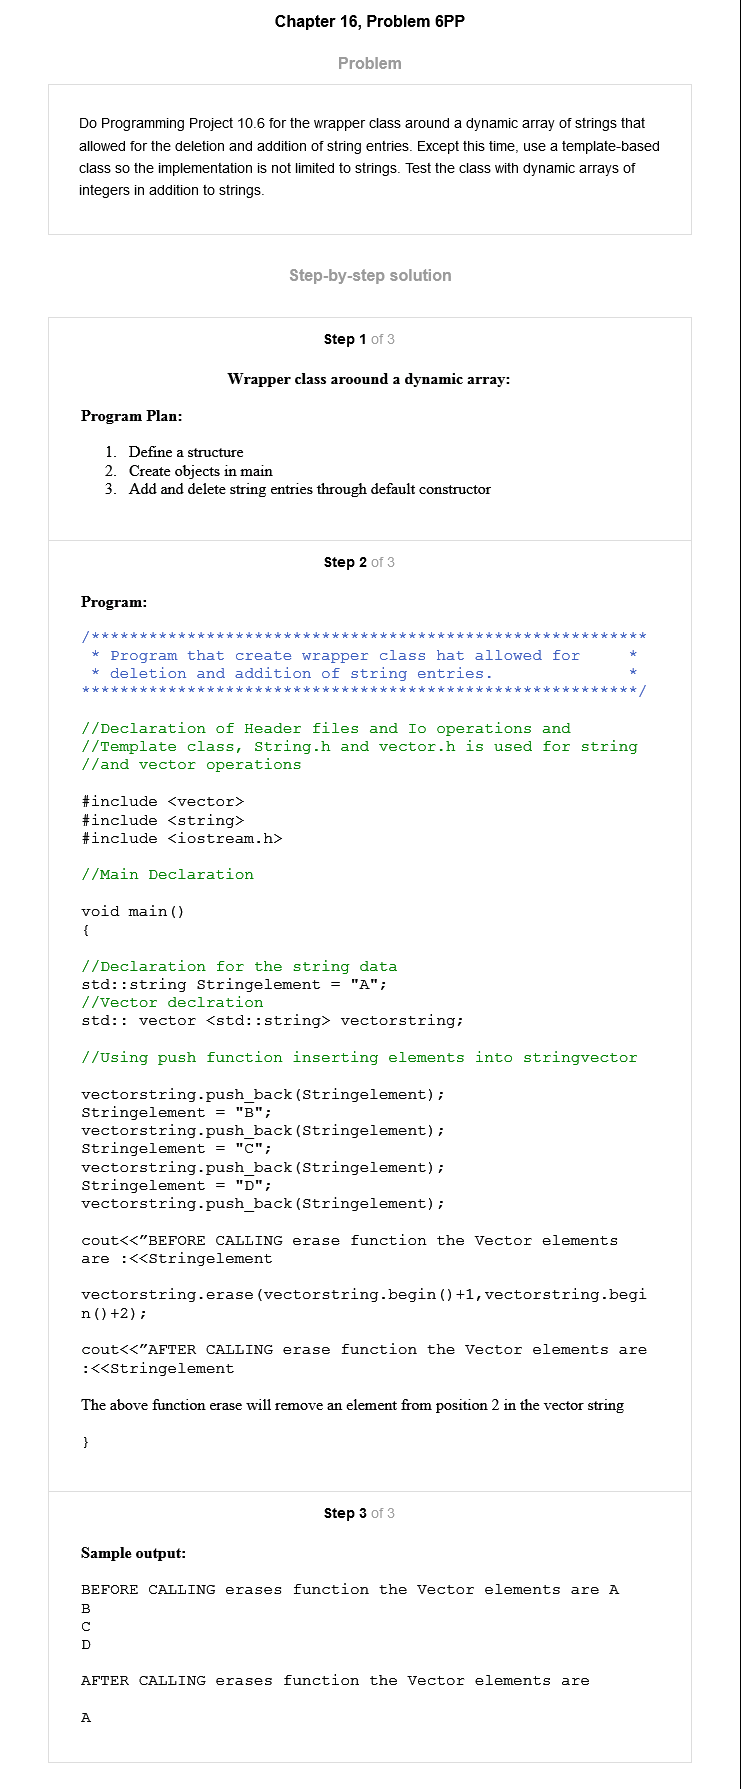 Chapter 16, Problem 6PP
Problem
Do Programming Project 10.6 for the wrapper class around a dynamic array of strings that
allowed for the deletion and addition of string entries. Except this time, use a template-based
class so the implementation is not limited to strings. Test the class with dynamic arrays of
integers in addition to strings.
Step-by-step solution
Step 1 of 3
Wrapper class aroound a dynamic array:
Program Plan:
1. Define a structure
2. Create objects in main
3. Add and delete string entries through default constructor
Step 2 of 3
Program:
/**********************************************************
* Program that create wrapper class hat allowed for *
* deletion and addition of string entries. *
**********************************************************/
//Declaration of Header files and Io operations and
//Template class, String.h and vector.h is used for string
//and vector operations
#include <vector>
#include <string>
#include <iostream.h>
//Main Declaration
void main()
{
//Declaration for the string data
std::string Stringelement = "A";
//Vector declration
std:: vector <std::string> vectorstring;
//Using push function inserting elements into stringvector
vectorstring.push_back(Stringelement);
Stringelement = "B";
vectorstring.push_back(Stringelement);
Stringelement = "C";
vectorstring.push_back(Stringelement);
Stringelement = "D";
vectorstring.push_back(Stringelement);
cout<<”BEFORE CALLING erase function the Vector elements
are :<<Stringelement
vectorstring.erase(vectorstring.begin()+1,vectorstring.begi
n()+2);
cout<<”AFTER CALLING erase function the Vector elements are
:<<Stringelement
The above function erase will remove an element from position 2 in the vector string
}
Step 3 of 3
Sample output:
BEFORE CALLING erases function the Vector elements are A
B
C
D
AFTER CALLING erases function the Vector elements are
A